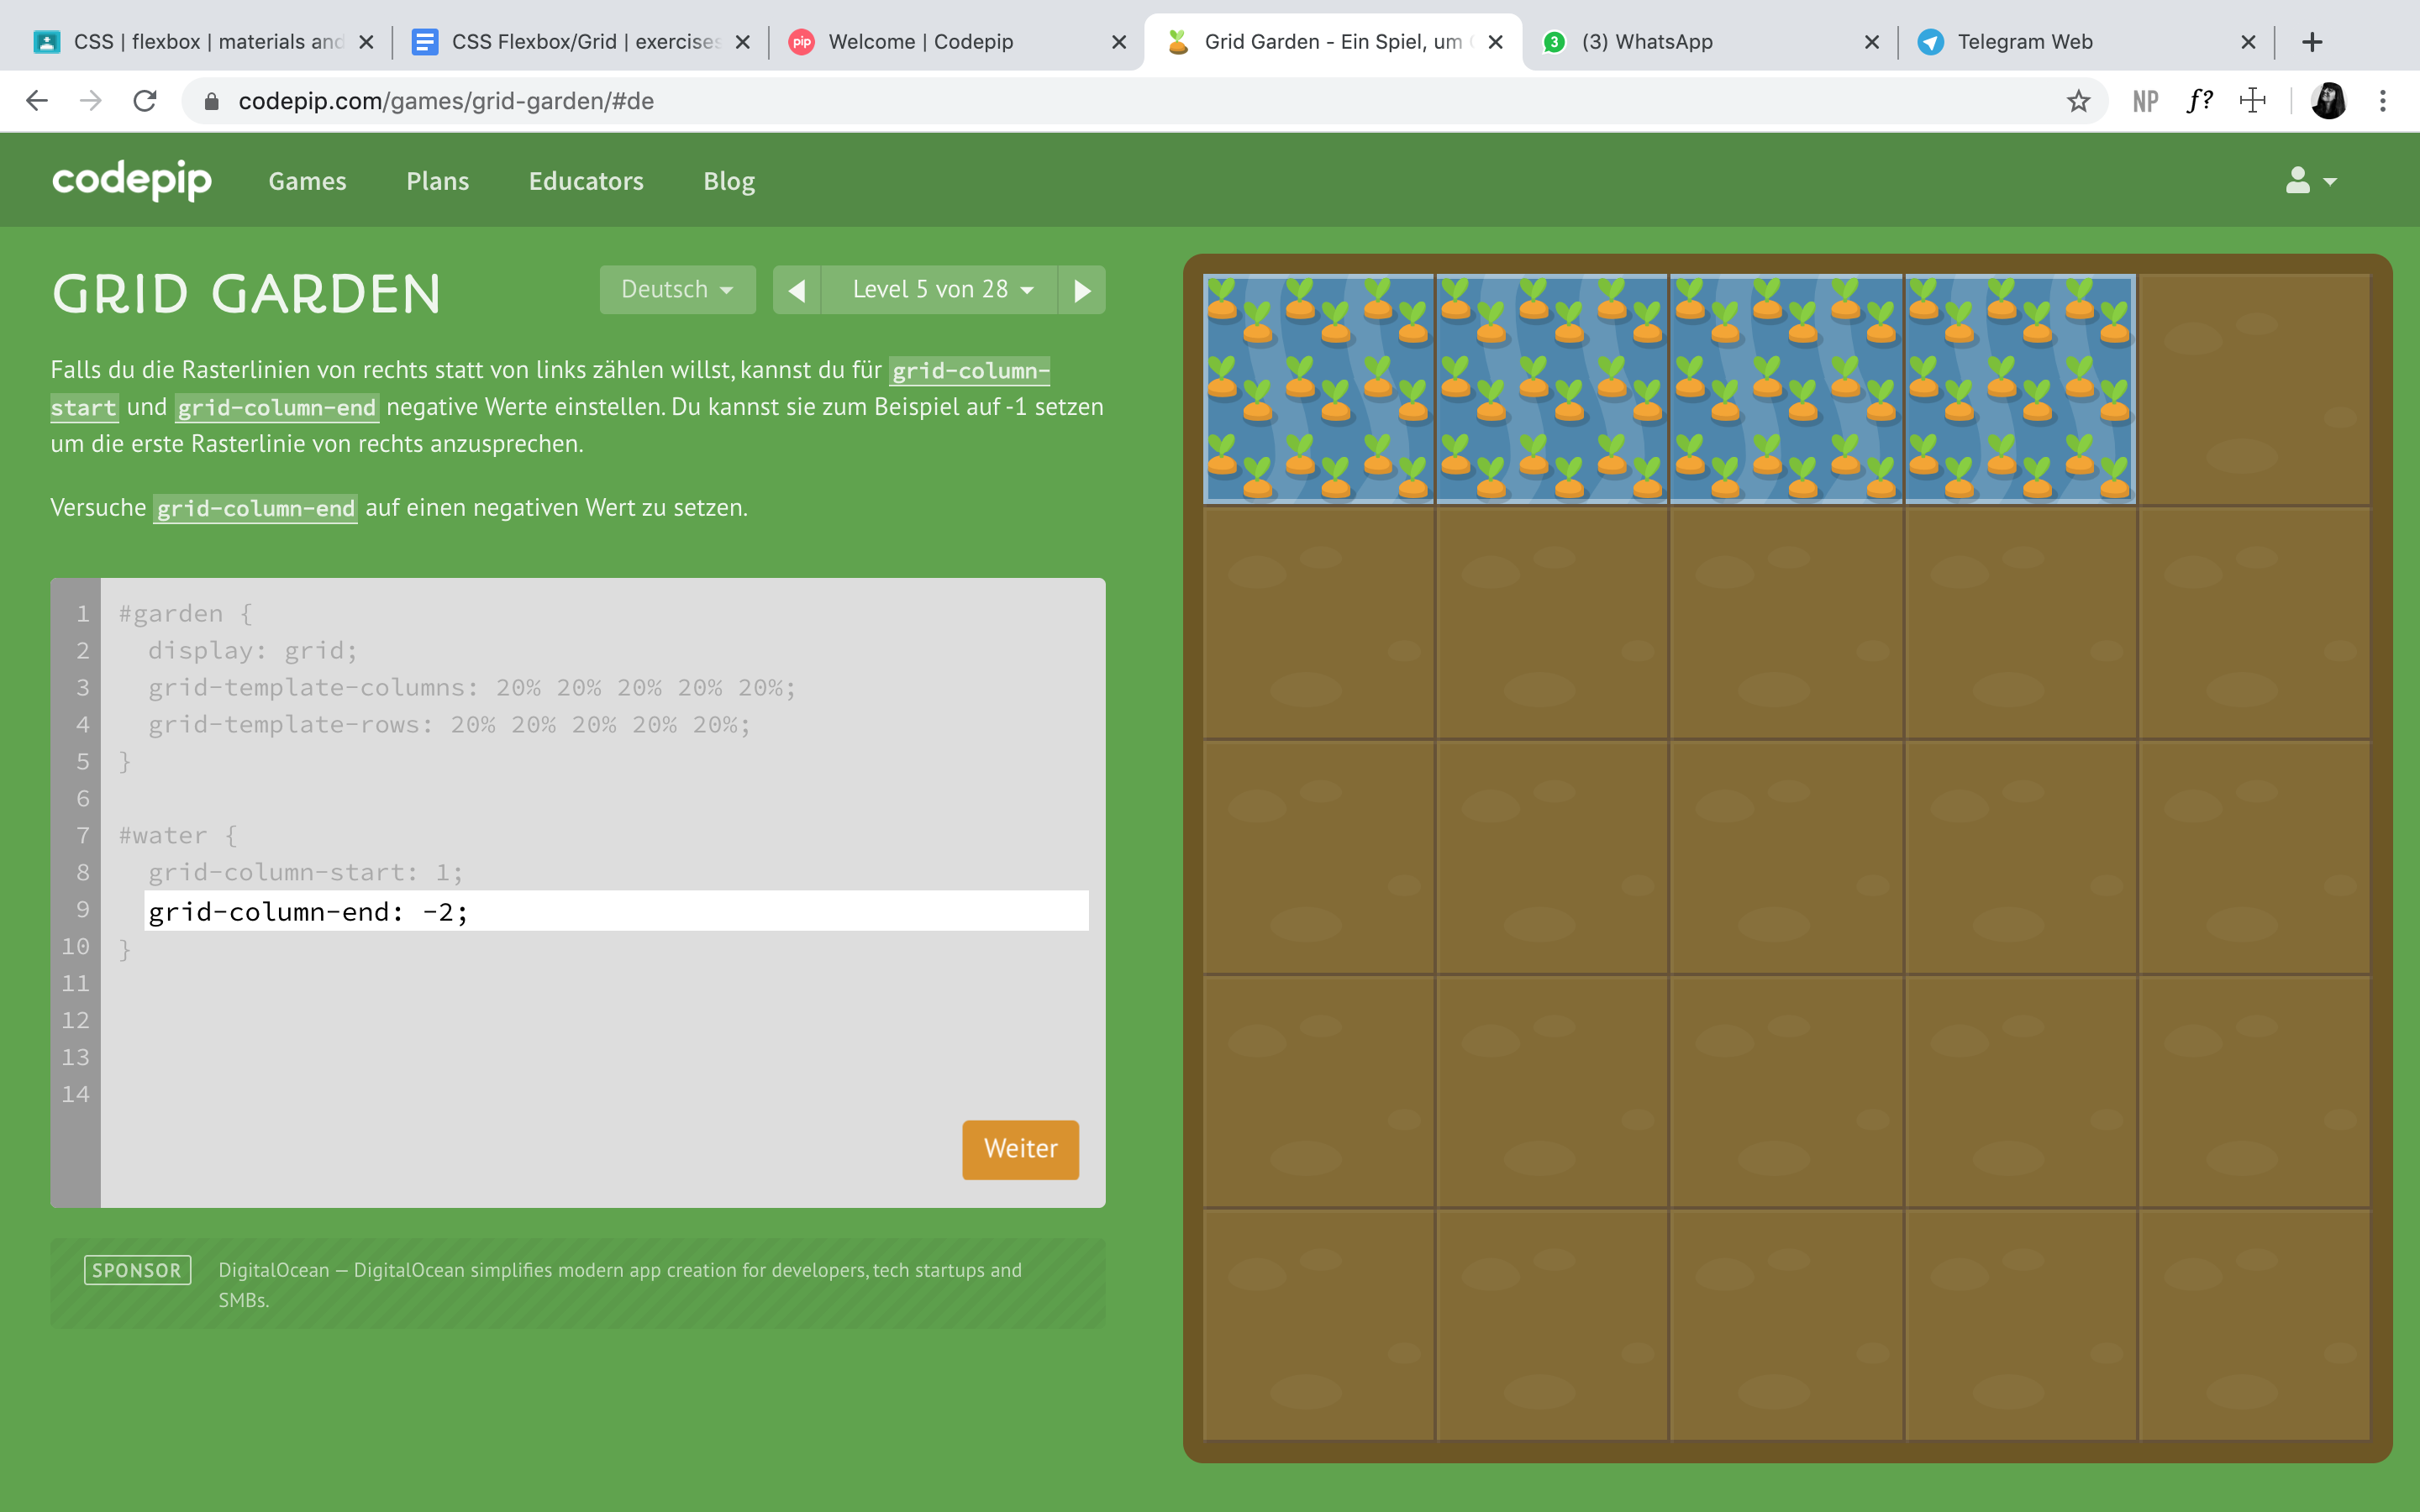 CSS | flexbox | materials and
CSS Flexbox/Grid | exercises
pip
Welcome | Codepip
Grid Garden - Ein Spiel, um
3
(3) WhatsApp
Telegram Web
codepip.com/games/grid-garden/#de
NP
f?
codepip
Games
Plans
Educators
Blog
GRID GARDEN
Deutsch
Level 5 von 28
Falls du die Rasterlinien von rechts statt von links zählen willst, kannst du für grid-column-
start und grid-column-end negative Werte einstellen. Du kannst sie zum Beispiel auf -1 setzen
um die erste Rasterlinie von rechts anzusprechen.
Versuche grid-column-end auf einen negativen Wert zu setzen.
1 #garden {
2 display: grid;
3 grid-template-columns: 20% 20% 20% 20% 20%;
4 grid-template-rows: 20% 20% 20% 20% 20%;
5 }
6
7 #water {
8 grid-column-start: 1;
9 grid-column-end: -2;
10 }
11
12
13
14
Weiter
SPONSOR
DigitalOcean — DigitalOcean simplifies modern app creation for developers, tech startups and
SMBs.